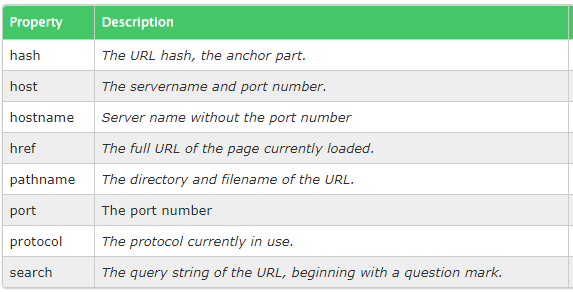 Property Description
hash The URL hash, the anchor part.
host The servername and port number.
hostname Server name without the port number
href The full URL of the page currently loaded.
pathname The directory and filename of the URL.
port The port number
protocol The protocol currently in use.
search The query string of the URL, beginning with a question mark.